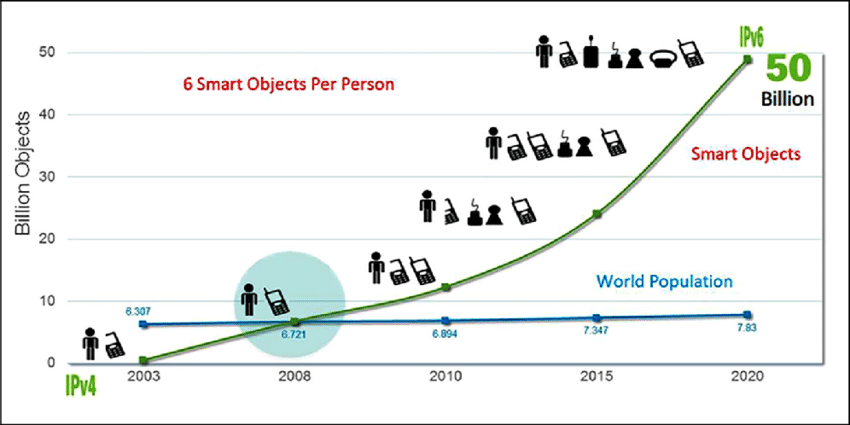 50
IPv6
50
Billion
6 Smart Objects Per Person
40
Billion Objects
Smart Objects
30
20
World Population
10
6.307
6.721
6.894
7.347
7.83
0
IPv4
2003
2008
2010
2015
2020